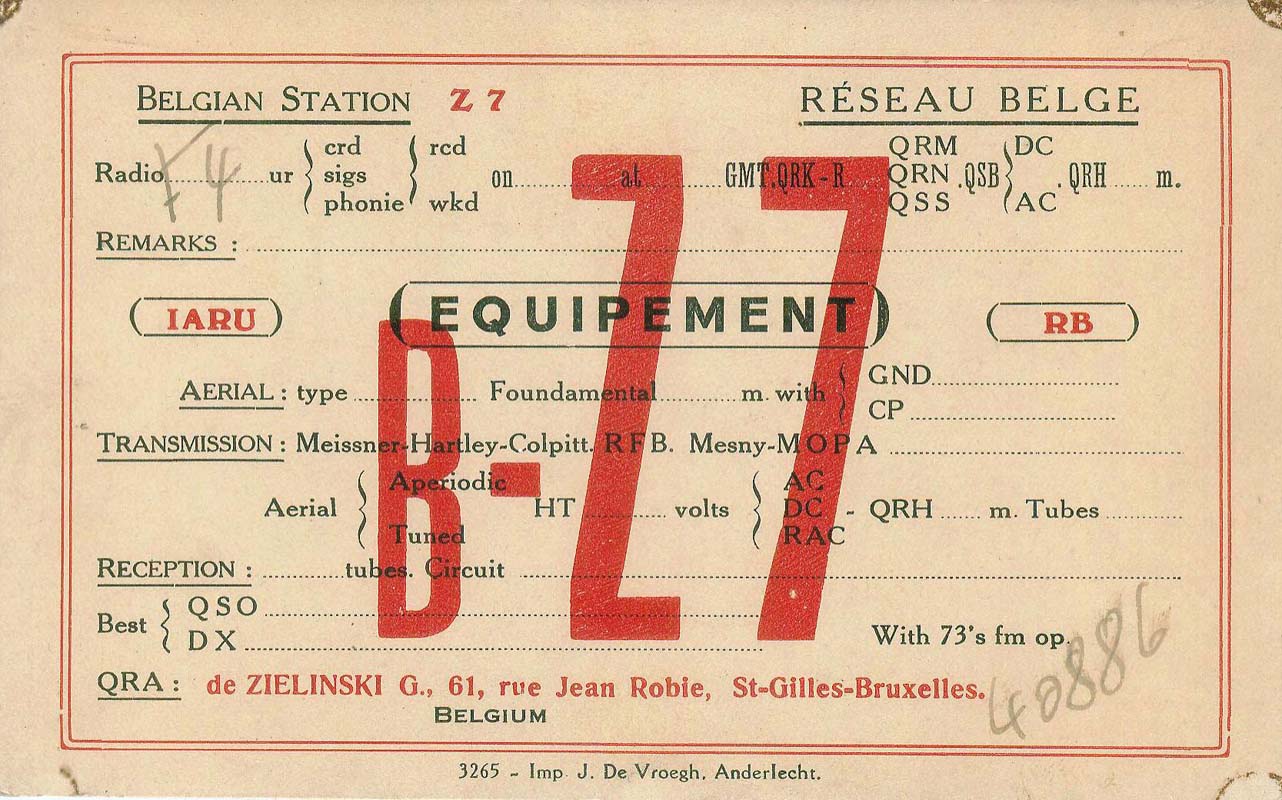 BELGIAN STATION Z 7 RÉSEAU BELGE
crd rcd QRM DC
Radio F4 ur sigs on at GMT.QRK - R QRN .QSB . QRH m.
phonie wkd QSS AC
REMARKS :
IARU EQUIPEMENT RB
B-Z7
AERIAL : type Foundamental m. with GND
CP
TRANSMISSION : Meissner-Hartley-Colpitt. RFB. Mesny-MOPA
Aperiodic AC
Aerial HT volts DC - QRH m. Tubes
Tuned RAC
RECEPTION : tubes. Circuit
QSO
Best
DX With 73's fm op.
QRA : de ZIELINSKI G., 61, rue Jean Robie, St-Gilles-Bruxelles.
BELGIUM
40886
3265 - Imp. J. De Vroegh. Anderlecht.